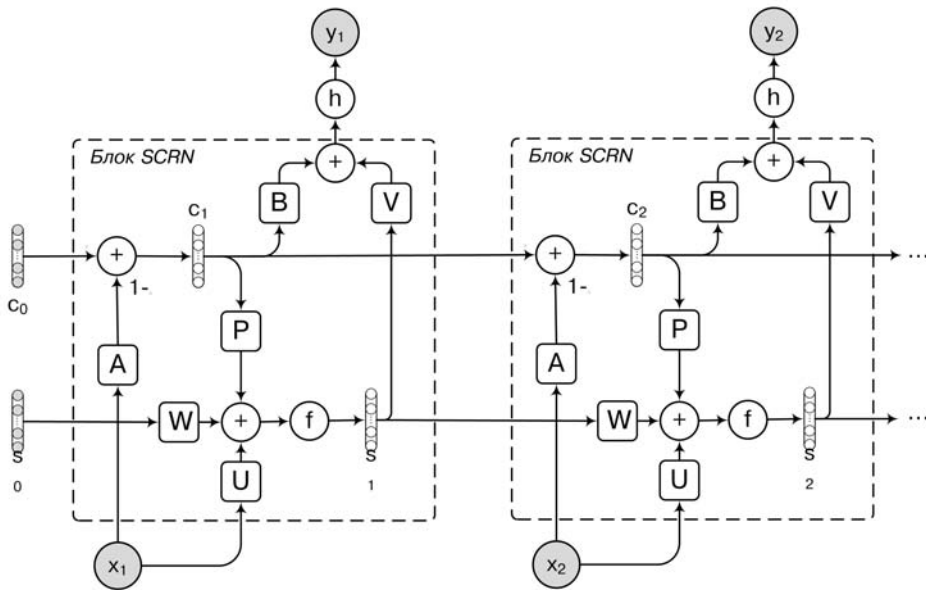 y₁
y₂
h
h
Блок SCRN
+
Блок SCRN
+
B
V
B
V
c₁
c₂
+
+
...
1-.
1-.
c₀
P
P
A
A
W
+
f
W
+
f
...
s
0
U
s
1
U
s
2
x₁
x₂